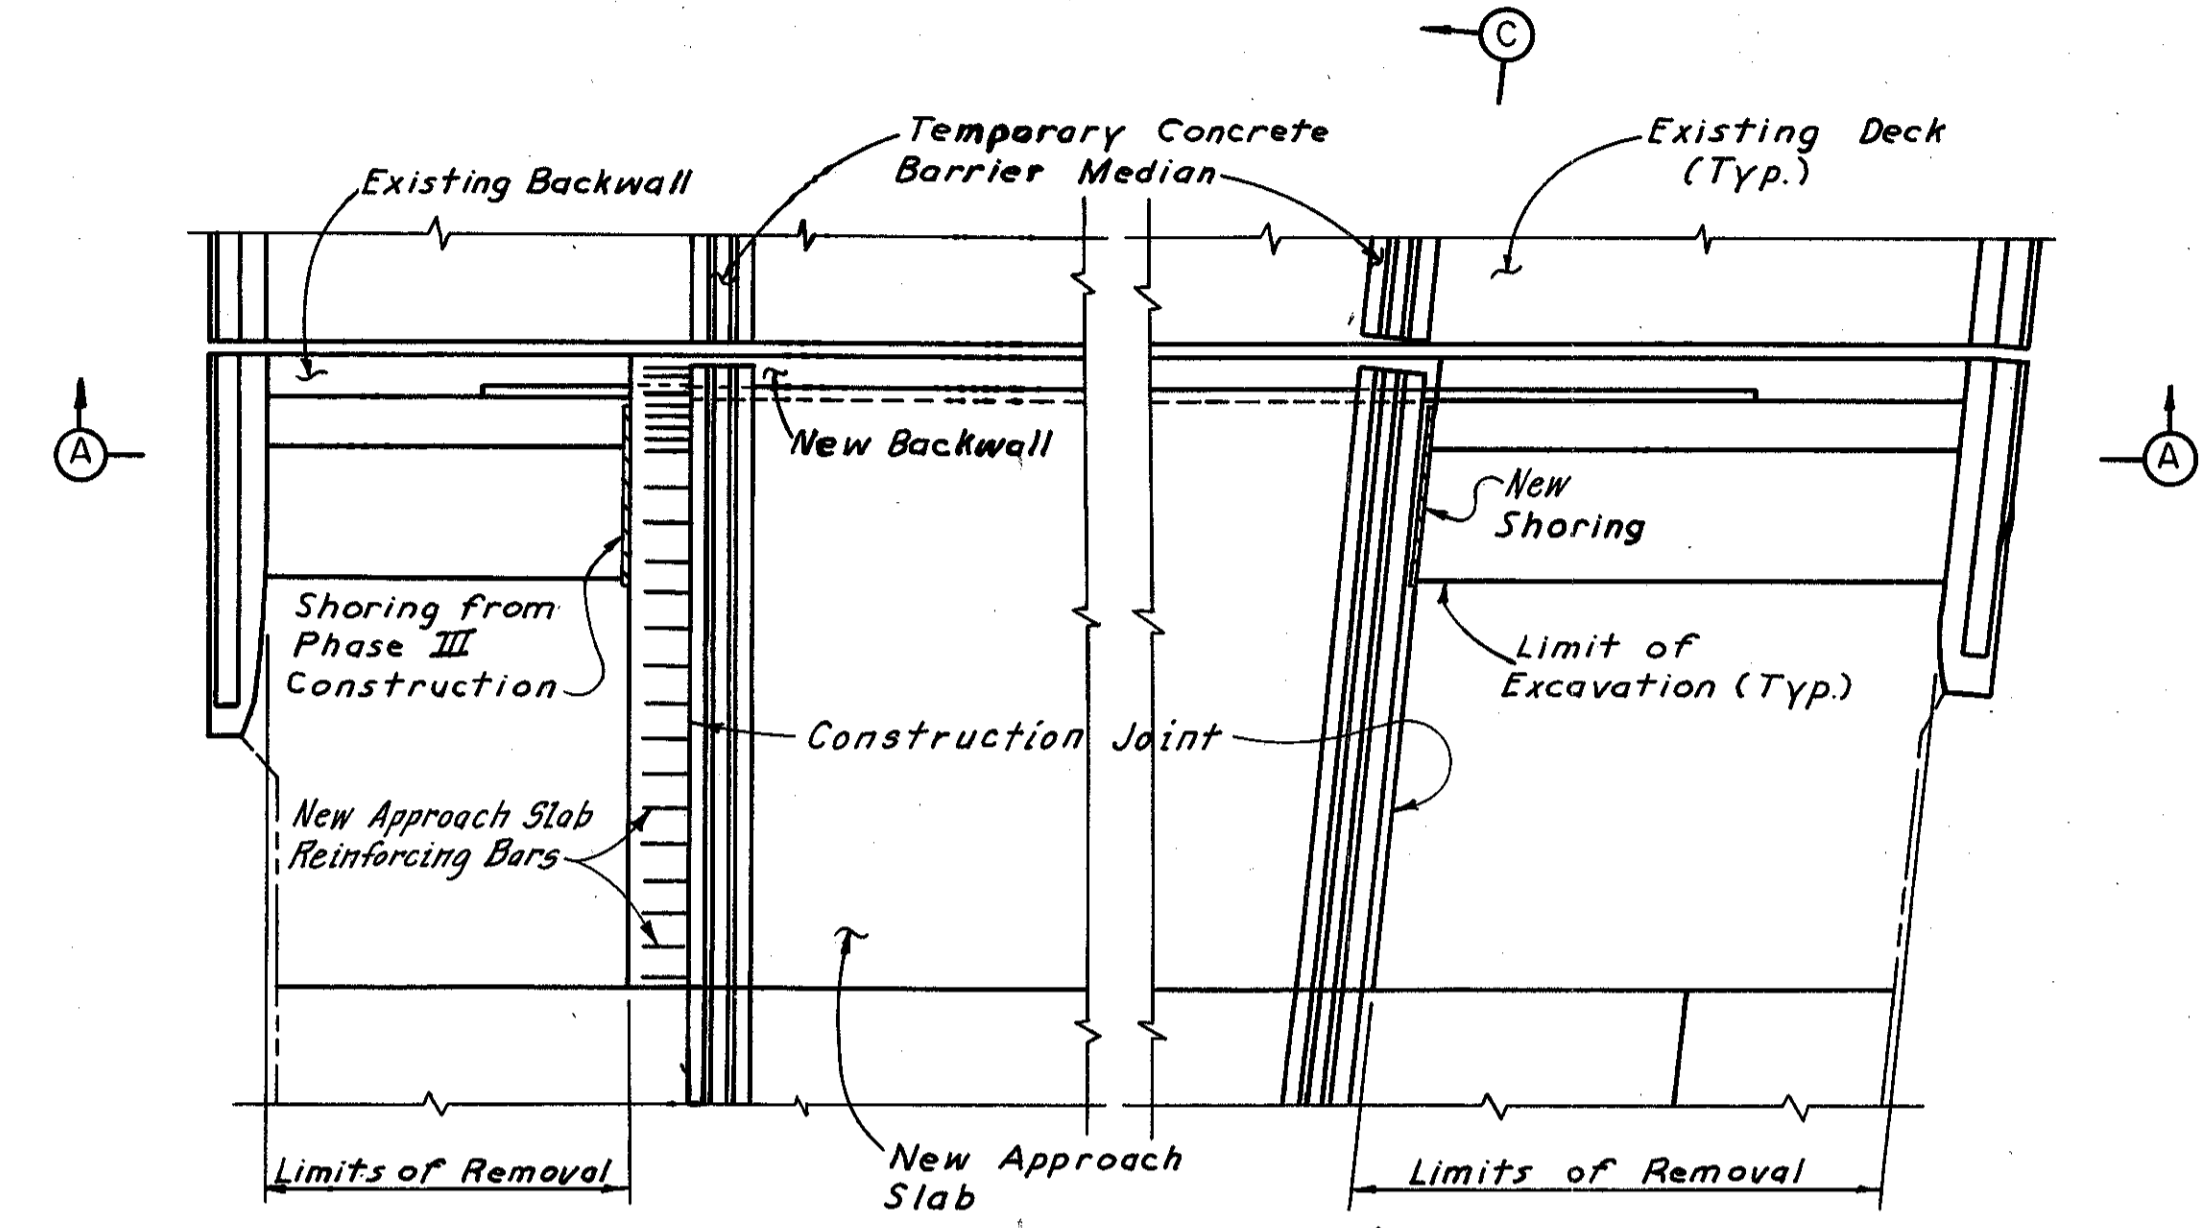 C
Temporary Concrete
Barrier Median
Existing Deck
(Typ.)
Existing Backwall
A
New Backwall
A
New
Shoring
Shoring from
Phase III
Construction
Limit of
Excavation (Typ.)
Construction Joint
New Approach Slab
Reinforcing Bars
New Approach
Slab
Limits of Removal
Limits of Removal